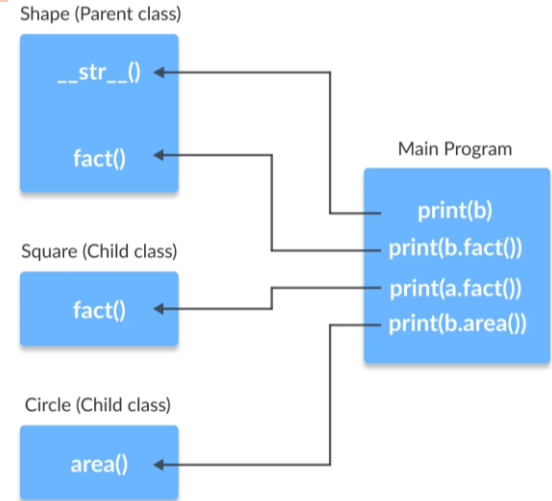 Shape (Parent class)
__str__()
fact()
Main Program
print(b)
print(b.fact())
print(a.fact())
print(b.area())
Square (Child class)
fact()
Circle (Child class)
area()